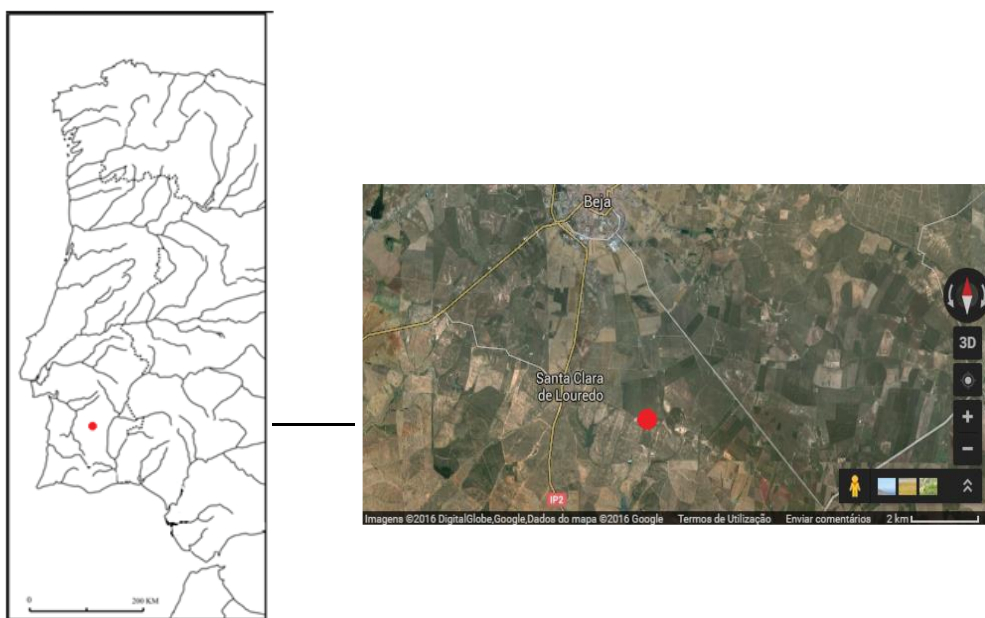 0
200 KM
Beja
Santa Clara
de Louredo
IP2
3D
+
−
Imagens ©2016 DigitalGlobe,Google,Dados do mapa ©2016 Google Termos de Utilização Enviar comentários 2 km